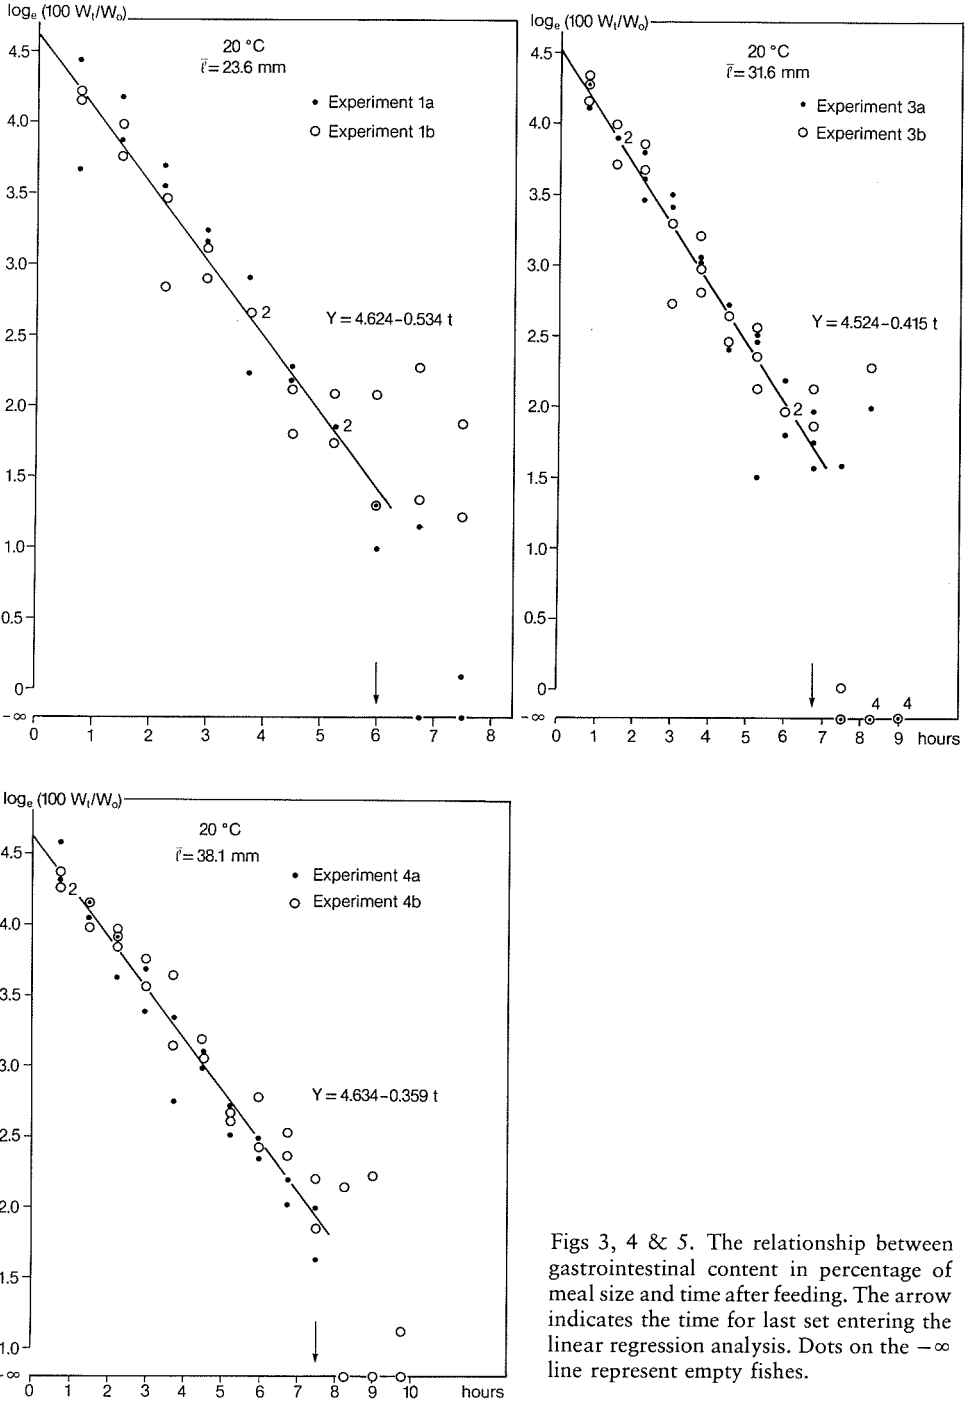 logₑ (100 Wₜ/Wₒ)
20 °C
l̅ = 23.6 mm
Experiment 1a
Experiment 1b
4.5
4.0
3.5
3.0
2.5
2.0
1.5
1.0
0.5
0
−∞
2
2
Y = 4.624−0.534 t
0 1 2 3 4 5 6 7 8
logₑ (100 Wₜ/Wₒ)
20 °C
l̅ = 31.6 mm
Experiment 3a
Experiment 3b
4.5
4.0
3.5
3.0
2.5
2.0
1.5
1.0
0.5
0
−∞
2
2
Y = 4.524−0.415 t
4 4
0 1 2 3 4 5 6 7 8 9 hours
logₑ (100 Wₜ/Wₒ)
20 °C
l̅ = 38.1 mm
Experiment 4a
Experiment 4b
4.5
4.0
3.5
3.0
2.5
2.0
1.5
1.0
∞
2
Y = 4.634−0.359 t
0 1 2 3 4 5 6 7 8 9 10 hours
Figs 3, 4 & 5. The relationship between
gastrointestinal content in percentage of
meal size and time after feeding. The arrow
indicates the time for last set entering the
linear regression analysis. Dots on the −∞
line represent empty fishes.